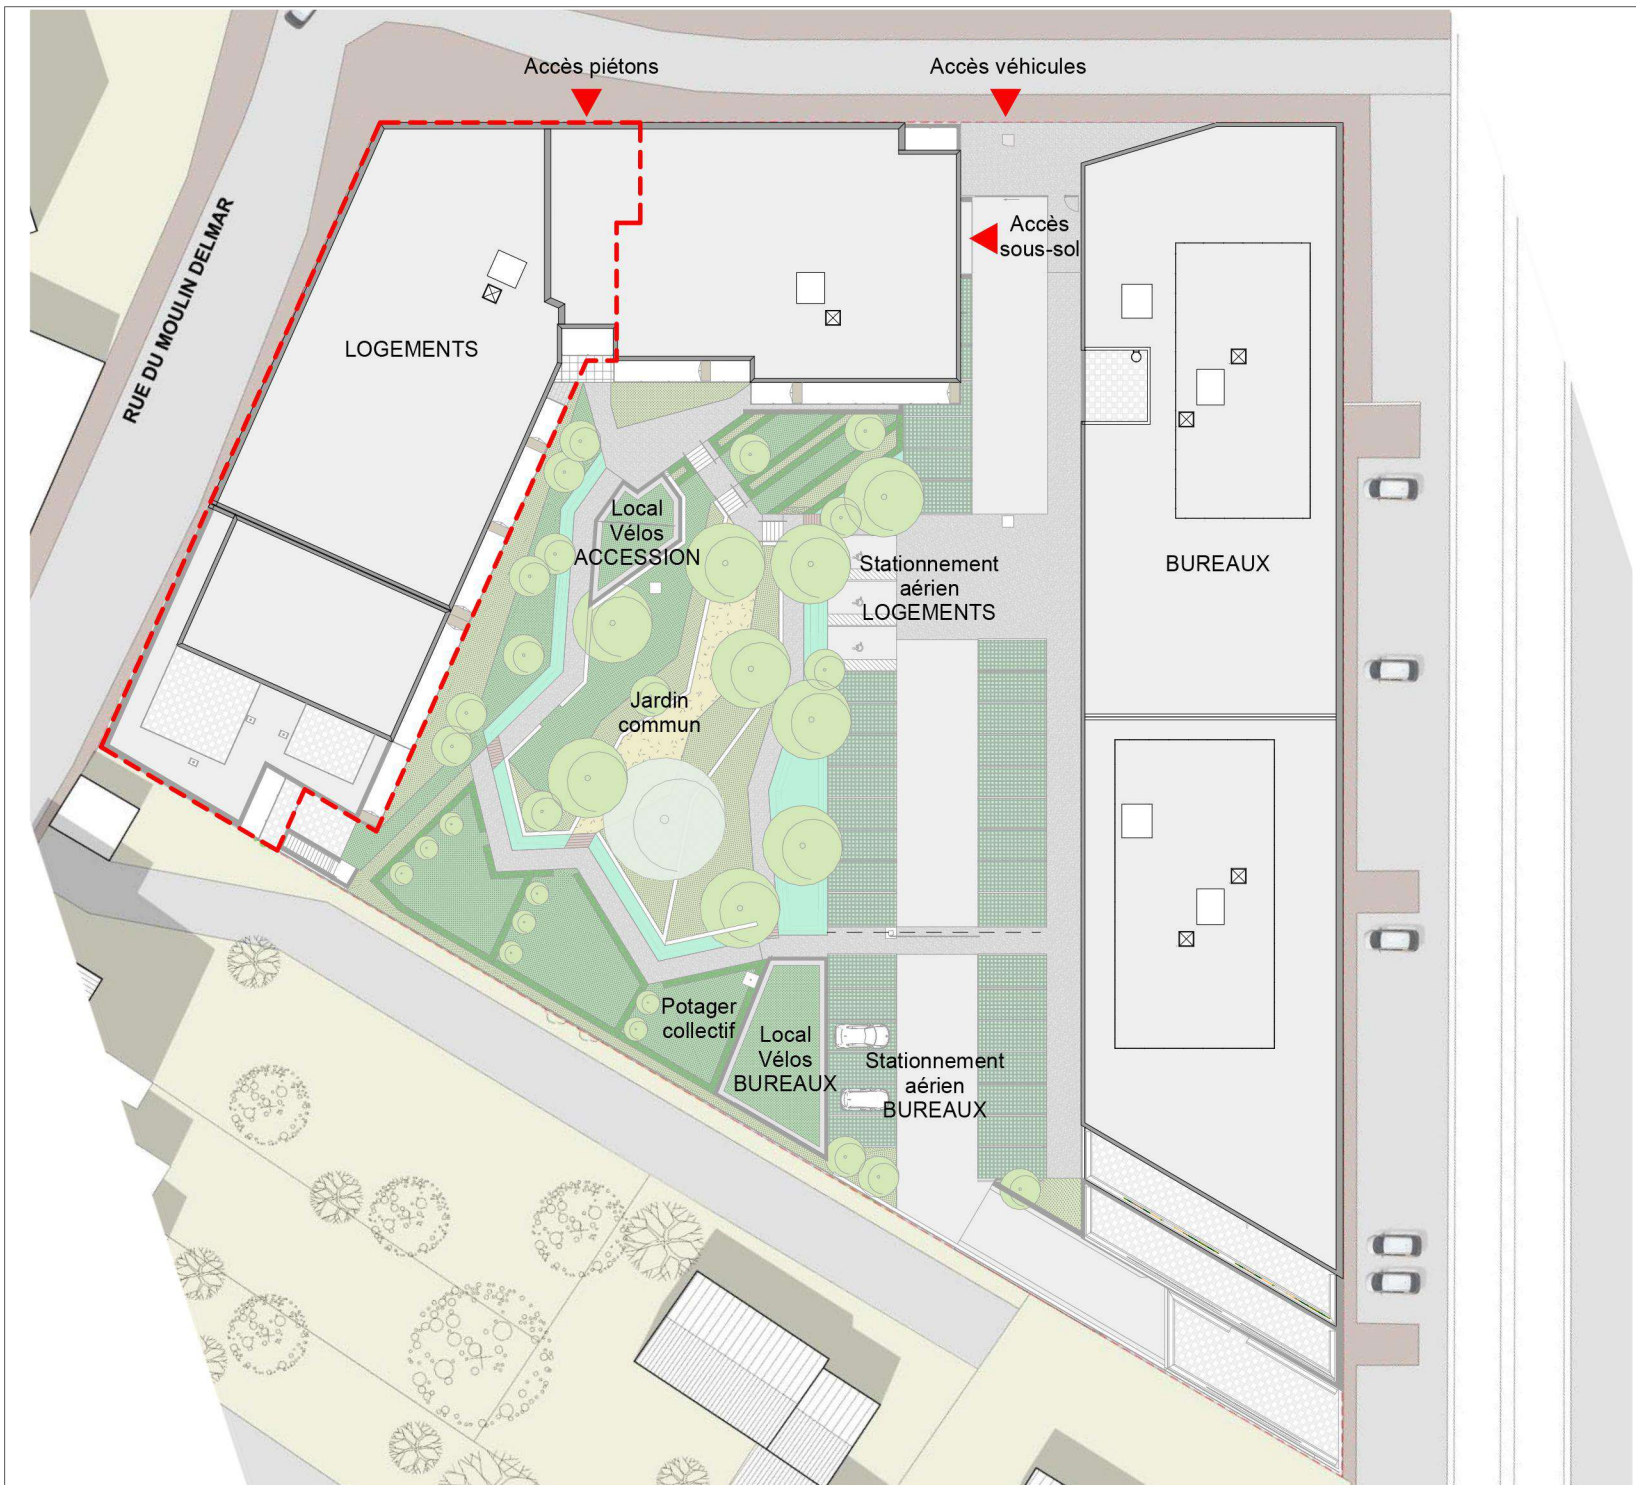 Accès piétons
Accès véhicules
RUE DU MOULIN DELMAR
Accès
sous-sol
LOGEMENTS
Local
Vélos
ACCESSION
Stationnement
aérien
LOGEMENTS
BUREAUX
Jardin
commun
Potager
collectif
Local
Vélos
BUREAUX
Stationnement
aérien
BUREAUX